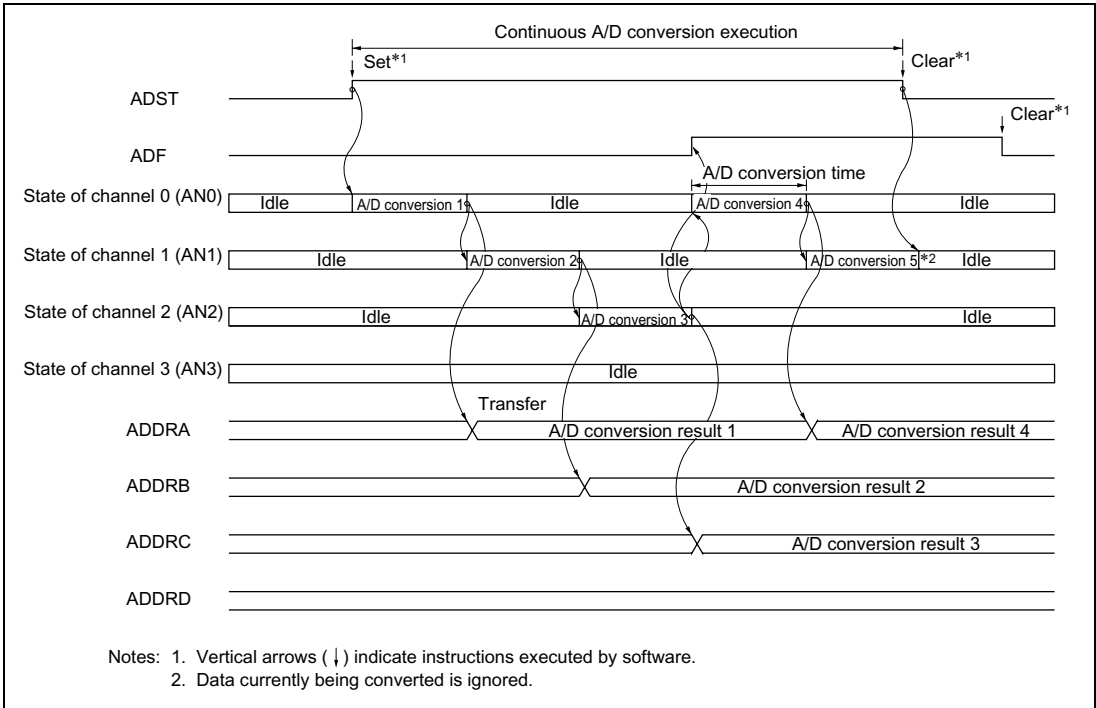 Continuous A/D conversion execution
Set*1 Clear*1
ADST
Clear*1
ADF
A/D conversion time
State of channel 0 (AN0) Idle A/D conversion 1 Idle A/D conversion 4 Idle
State of channel 1 (AN1) Idle A/D conversion 2 Idle A/D conversion 5 *2 Idle
State of channel 2 (AN2) Idle A/D conversion 3 Idle
State of channel 3 (AN3) Idle
Transfer
ADDRA A/D conversion result 1 A/D conversion result 4
ADDRB A/D conversion result 2
ADDRC A/D conversion result 3
ADDRD
Notes: 1. Vertical arrows (↓) indicate instructions executed by software.
2. Data currently being converted is ignored.